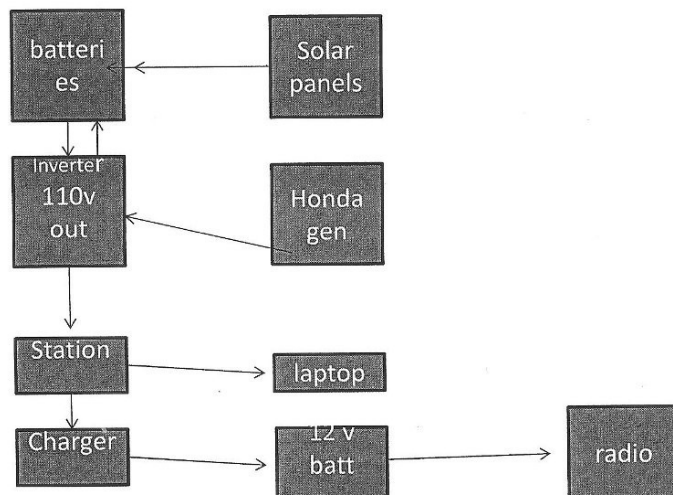 batteri
es
Solar
panels
Inverter
110v
out
Honda
gen
Station
laptop
Charger
12 v
batt
radio